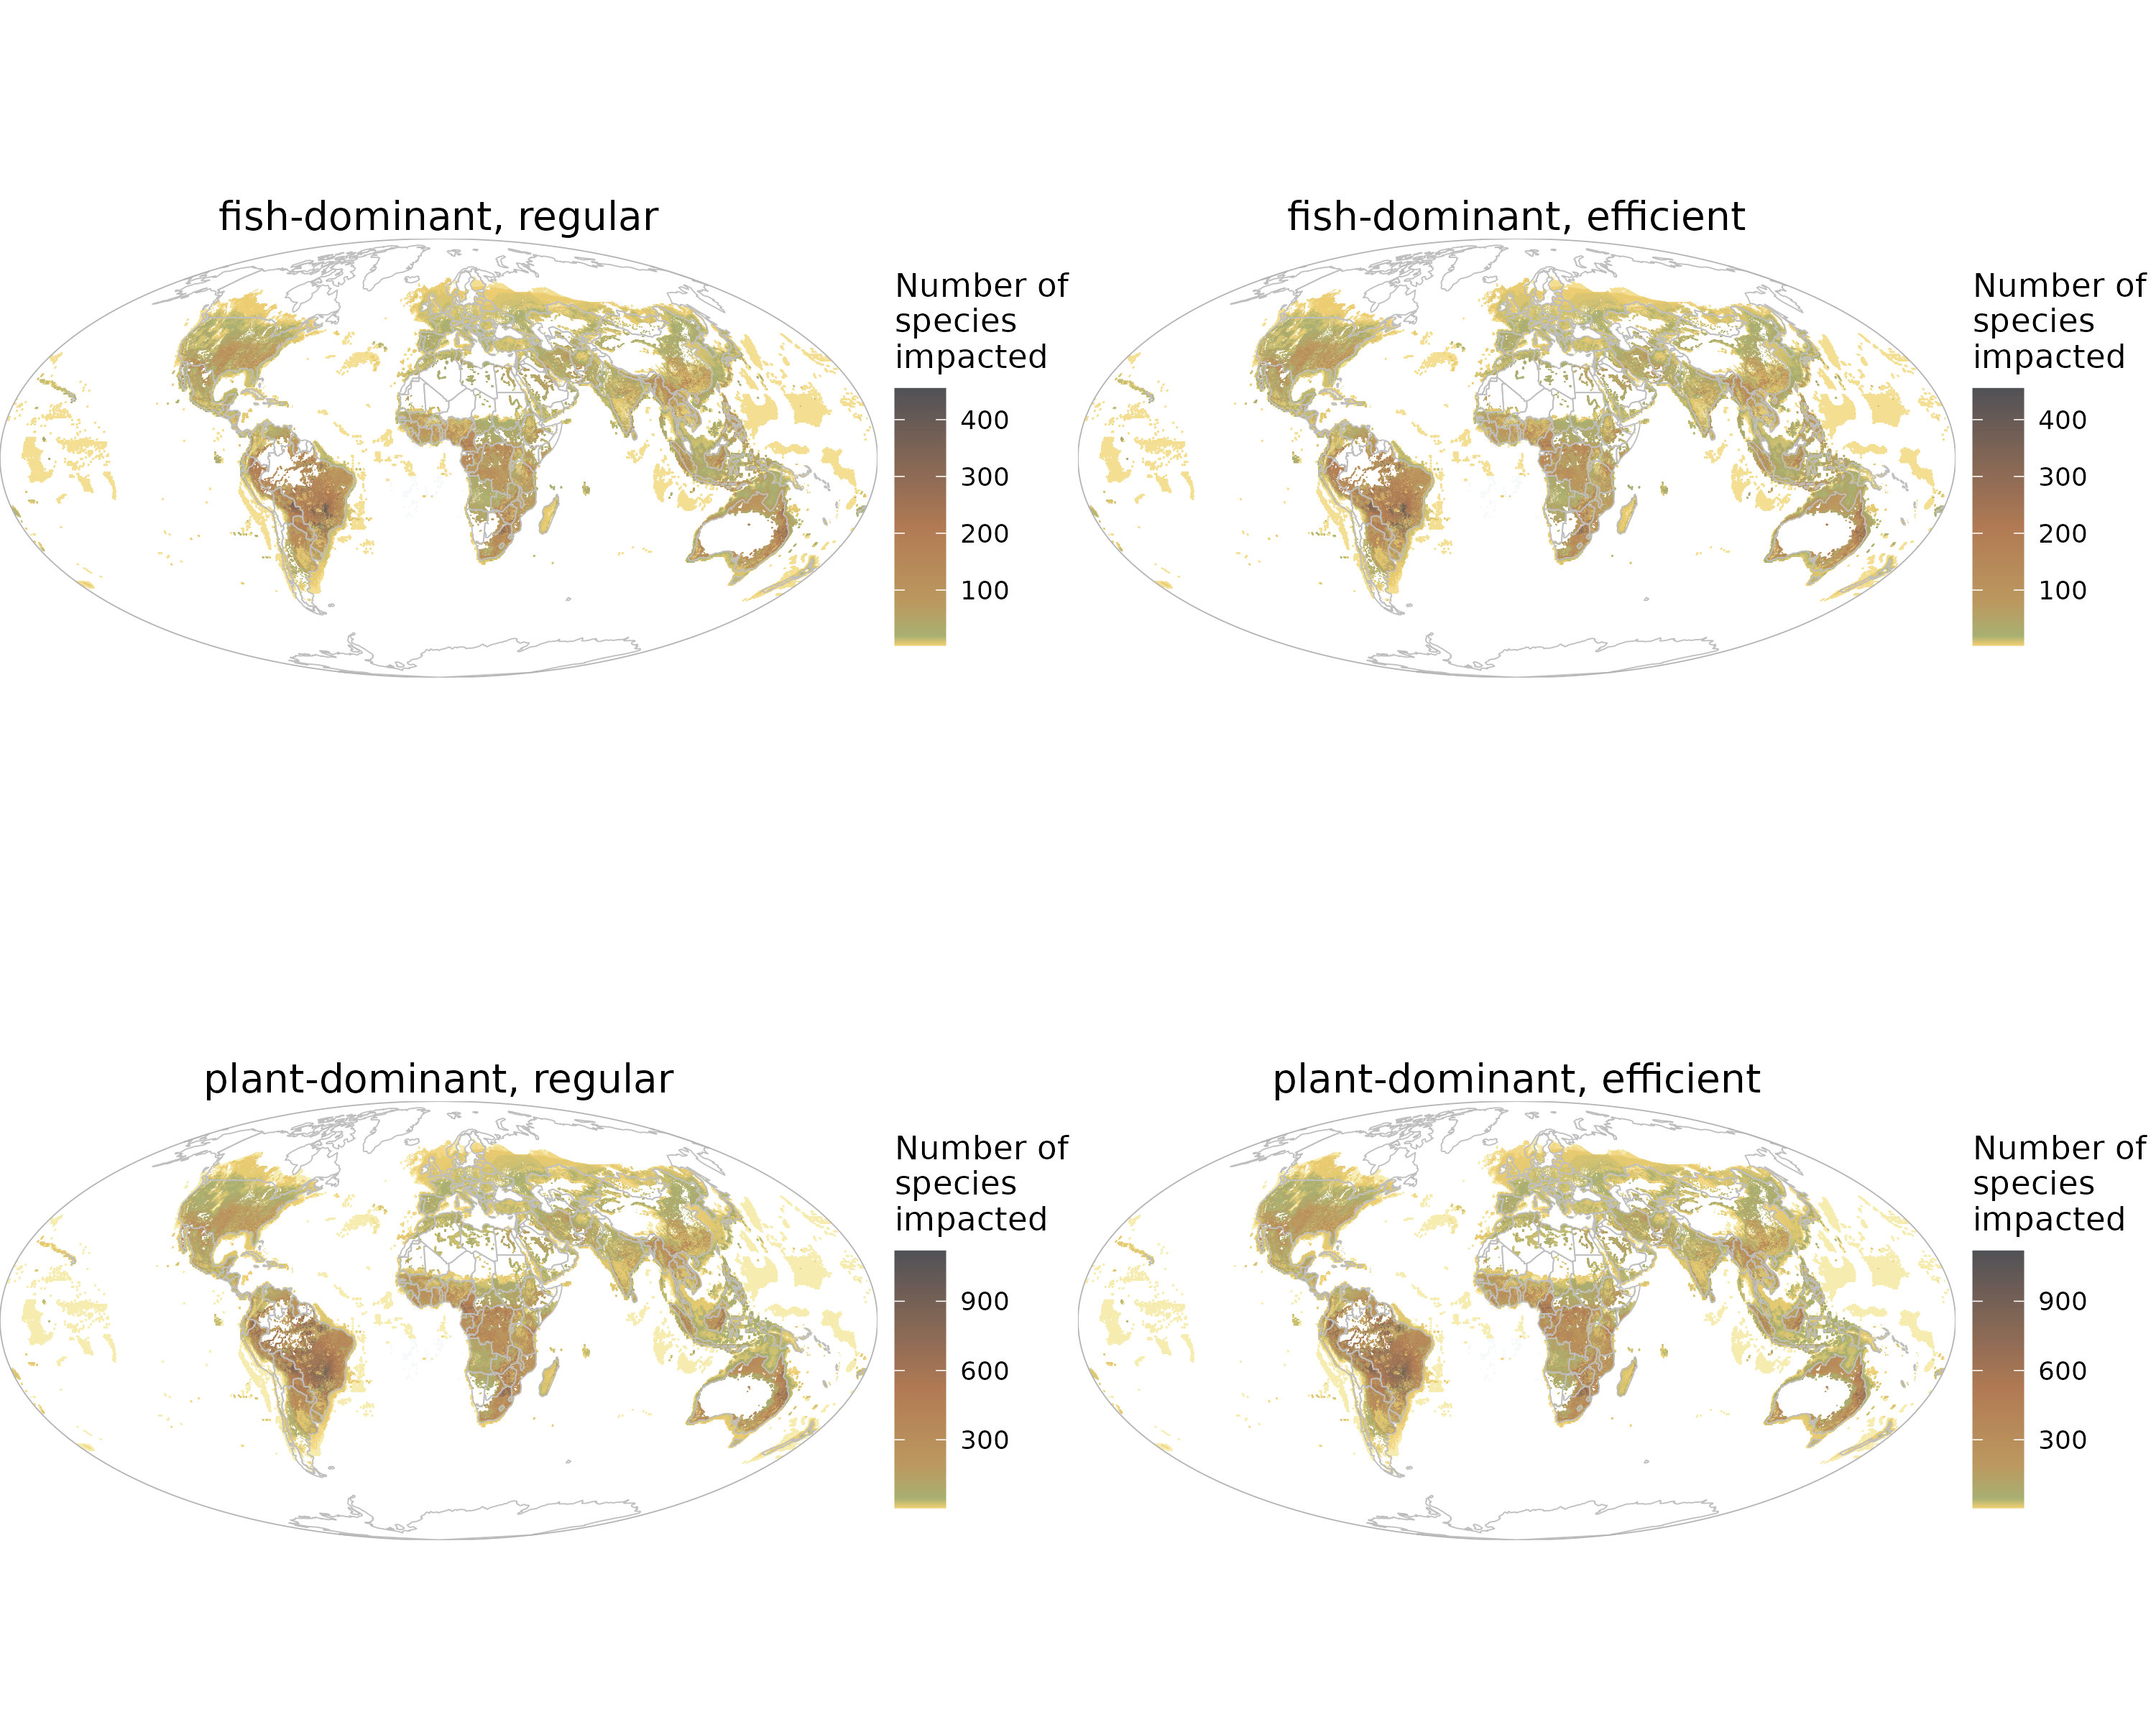 fish-dominant, regular
Number of
species
impacted
400
300
200
100
fish-dominant, efficient
Number of
species
impacted
400
300
200
100
plant-dominant, regular
Number of
species
impacted
900
600
300
plant-dominant, efficient
Number of
species
impacted
900
600
300